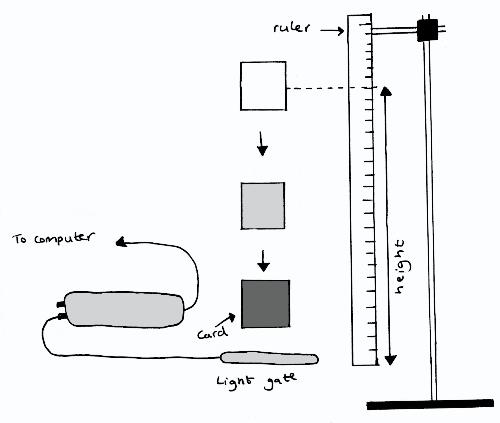 ruler
To computer
height
Card
Light gate